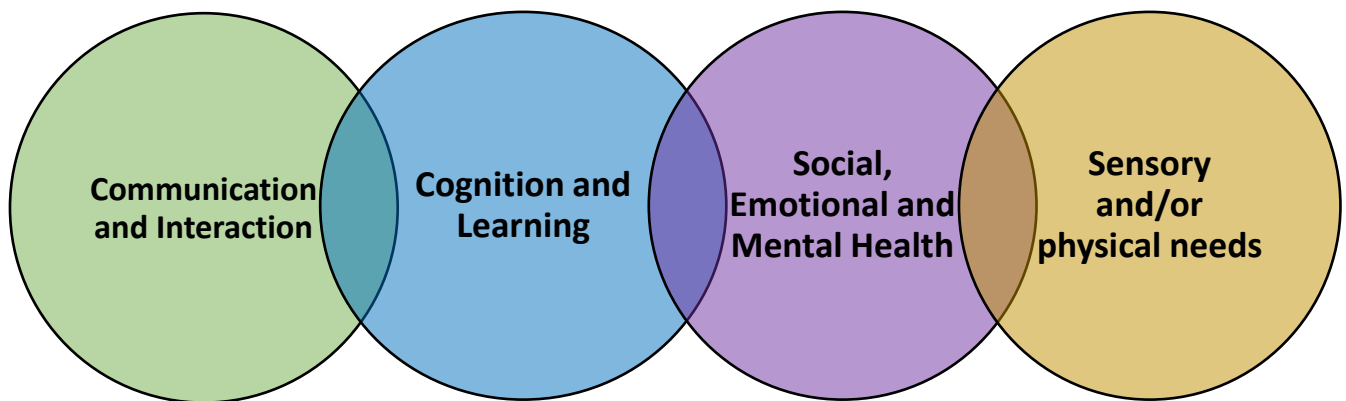 Communication
and Interaction
Cognition and
Learning
Social,
Emotional and
Mental Health
Sensory
and/or
physical needs